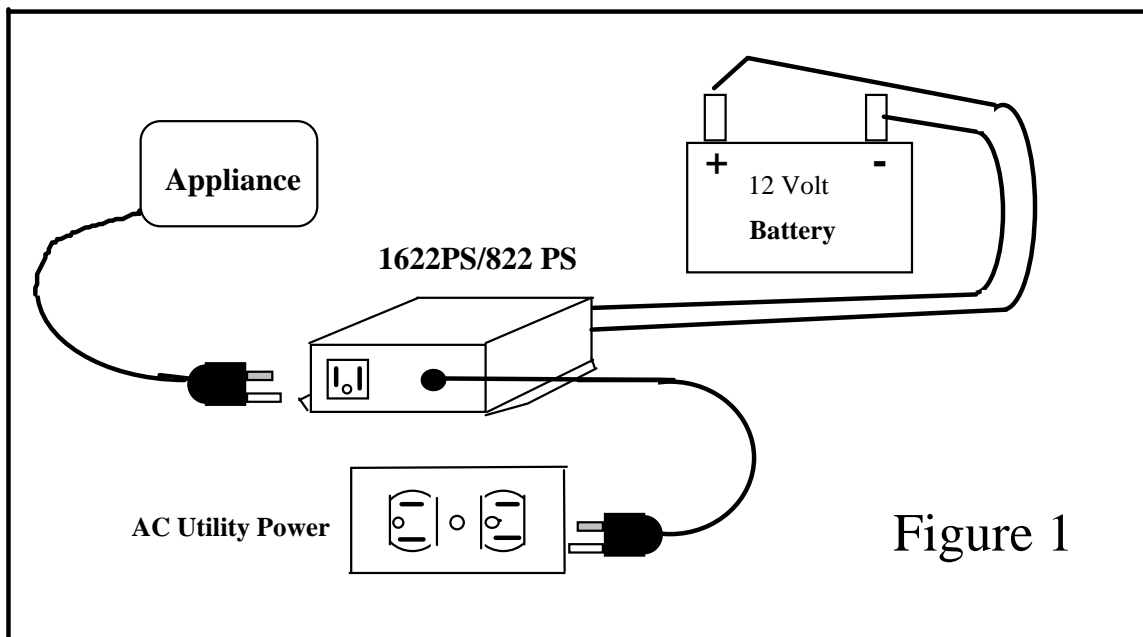 Appliance
+ -
12 Volt
Battery
1622PS/822 PS
AC Utility Power
Figure 1